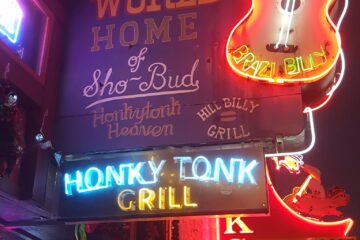 WORLD
HOME
of
Sho-Bud
Honkytonk
Heaven
HILL BILLY
GRILL
BRAZILBILLY
HONKY TONK
GRILL